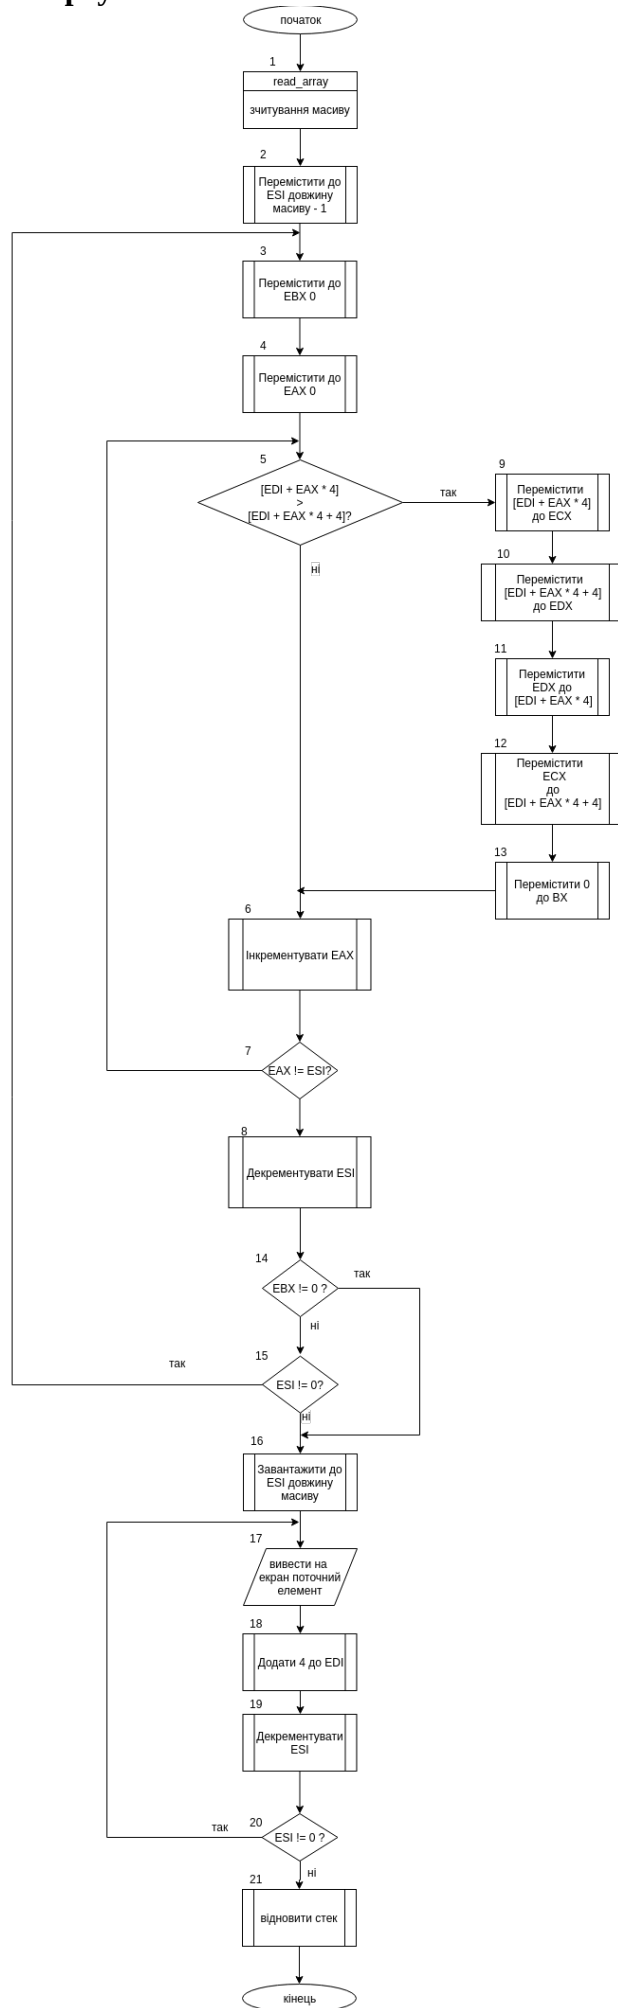 початок
1
read_array
зчитування масиву
2
Перемістити до
ESI довжину
масиву - 1
3
Перемістити до
EBX 0
4
Перемістити до
EAX 0
5
[EDI + EAX * 4]
>
[EDI + EAX * 4 + 4]?
так
ні
9
Перемістити
[EDI + EAX * 4]
до ECX
10
Перемістити
[EDI + EAX * 4 + 4]
до EDX
11
Перемістити
EDX до
[EDI + EAX * 4]
12
Перемістити
ECX
до
[EDI + EAX * 4 + 4]
13
Перемістити 0
до BX
6
Інкрементувати EAX
7
EAX != ESI?
8
Декрементувати ESI
14
EBX != 0 ?
так
ні
15
ESI != 0?
так
ні
16
Завантажити до
ESI довжину
масиву
17
вивести на
екран поточний
елемент
18
Додати 4 до EDI
19
Декрементувати
ESI
20
ESI != 0 ?
так
ні
21
відновити стек
кінець